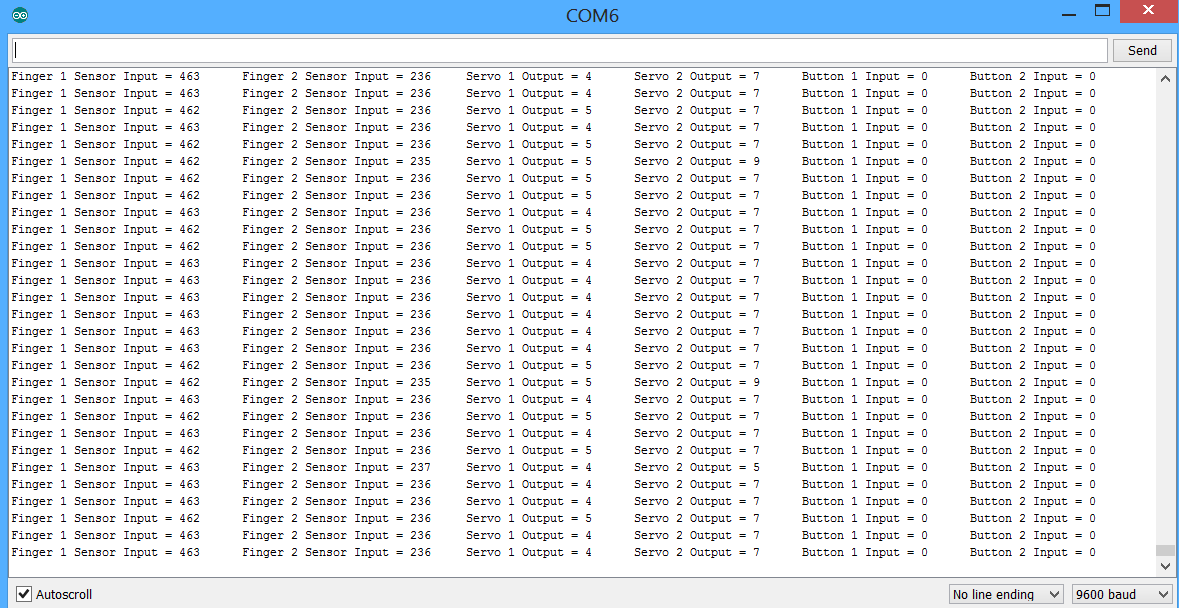 COM6
Send
Finger 1 Sensor Input = 463 Finger 2 Sensor Input = 236 Servo 1 Output = 4 Servo 2 Output = 7 Button 1 Input = 0 Button 2 Input = 0
Finger 1 Sensor Input = 463 Finger 2 Sensor Input = 236 Servo 1 Output = 4 Servo 2 Output = 7 Button 1 Input = 0 Button 2 Input = 0
Finger 1 Sensor Input = 462 Finger 2 Sensor Input = 236 Servo 1 Output = 5 Servo 2 Output = 7 Button 1 Input = 0 Button 2 Input = 0
Finger 1 Sensor Input = 463 Finger 2 Sensor Input = 236 Servo 1 Output = 4 Servo 2 Output = 7 Button 1 Input = 0 Button 2 Input = 0
Finger 1 Sensor Input = 462 Finger 2 Sensor Input = 236 Servo 1 Output = 5 Servo 2 Output = 7 Button 1 Input = 0 Button 2 Input = 0
Finger 1 Sensor Input = 462 Finger 2 Sensor Input = 235 Servo 1 Output = 5 Servo 2 Output = 9 Button 1 Input = 0 Button 2 Input = 0
Finger 1 Sensor Input = 462 Finger 2 Sensor Input = 236 Servo 1 Output = 5 Servo 2 Output = 7 Button 1 Input = 0 Button 2 Input = 0
Finger 1 Sensor Input = 462 Finger 2 Sensor Input = 236 Servo 1 Output = 5 Servo 2 Output = 7 Button 1 Input = 0 Button 2 Input = 0
Finger 1 Sensor Input = 463 Finger 2 Sensor Input = 236 Servo 1 Output = 4 Servo 2 Output = 7 Button 1 Input = 0 Button 2 Input = 0
Finger 1 Sensor Input = 462 Finger 2 Sensor Input = 236 Servo 1 Output = 5 Servo 2 Output = 7 Button 1 Input = 0 Button 2 Input = 0
Finger 1 Sensor Input = 462 Finger 2 Sensor Input = 236 Servo 1 Output = 5 Servo 2 Output = 7 Button 1 Input = 0 Button 2 Input = 0
Finger 1 Sensor Input = 463 Finger 2 Sensor Input = 236 Servo 1 Output = 4 Servo 2 Output = 7 Button 1 Input = 0 Button 2 Input = 0
Finger 1 Sensor Input = 463 Finger 2 Sensor Input = 236 Servo 1 Output = 4 Servo 2 Output = 7 Button 1 Input = 0 Button 2 Input = 0
Finger 1 Sensor Input = 463 Finger 2 Sensor Input = 236 Servo 1 Output = 4 Servo 2 Output = 7 Button 1 Input = 0 Button 2 Input = 0
Finger 1 Sensor Input = 463 Finger 2 Sensor Input = 236 Servo 1 Output = 4 Servo 2 Output = 7 Button 1 Input = 0 Button 2 Input = 0
Finger 1 Sensor Input = 463 Finger 2 Sensor Input = 236 Servo 1 Output = 4 Servo 2 Output = 7 Button 1 Input = 0 Button 2 Input = 0
Finger 1 Sensor Input = 463 Finger 2 Sensor Input = 236 Servo 1 Output = 4 Servo 2 Output = 7 Button 1 Input = 0 Button 2 Input = 0
Finger 1 Sensor Input = 462 Finger 2 Sensor Input = 236 Servo 1 Output = 5 Servo 2 Output = 7 Button 1 Input = 0 Button 2 Input = 0
Finger 1 Sensor Input = 462 Finger 2 Sensor Input = 235 Servo 1 Output = 5 Servo 2 Output = 9 Button 1 Input = 0 Button 2 Input = 0
Finger 1 Sensor Input = 463 Finger 2 Sensor Input = 236 Servo 1 Output = 4 Servo 2 Output = 7 Button 1 Input = 0 Button 2 Input = 0
Finger 1 Sensor Input = 462 Finger 2 Sensor Input = 236 Servo 1 Output = 5 Servo 2 Output = 7 Button 1 Input = 0 Button 2 Input = 0
Finger 1 Sensor Input = 463 Finger 2 Sensor Input = 236 Servo 1 Output = 4 Servo 2 Output = 7 Button 1 Input = 0 Button 2 Input = 0
Finger 1 Sensor Input = 462 Finger 2 Sensor Input = 236 Servo 1 Output = 5 Servo 2 Output = 7 Button 1 Input = 0 Button 2 Input = 0
Finger 1 Sensor Input = 463 Finger 2 Sensor Input = 237 Servo 1 Output = 4 Servo 2 Output = 5 Button 1 Input = 0 Button 2 Input = 0
Finger 1 Sensor Input = 463 Finger 2 Sensor Input = 236 Servo 1 Output = 4 Servo 2 Output = 7 Button 1 Input = 0 Button 2 Input = 0
Finger 1 Sensor Input = 463 Finger 2 Sensor Input = 236 Servo 1 Output = 4 Servo 2 Output = 7 Button 1 Input = 0 Button 2 Input = 0
Finger 1 Sensor Input = 462 Finger 2 Sensor Input = 236 Servo 1 Output = 5 Servo 2 Output = 7 Button 1 Input = 0 Button 2 Input = 0
Finger 1 Sensor Input = 463 Finger 2 Sensor Input = 236 Servo 1 Output = 4 Servo 2 Output = 7 Button 1 Input = 0 Button 2 Input = 0
Finger 1 Sensor Input = 463 Finger 2 Sensor Input = 236 Servo 1 Output = 4 Servo 2 Output = 7 Button 1 Input = 0 Button 2 Input = 0
Autoscroll No line ending 9600 baud